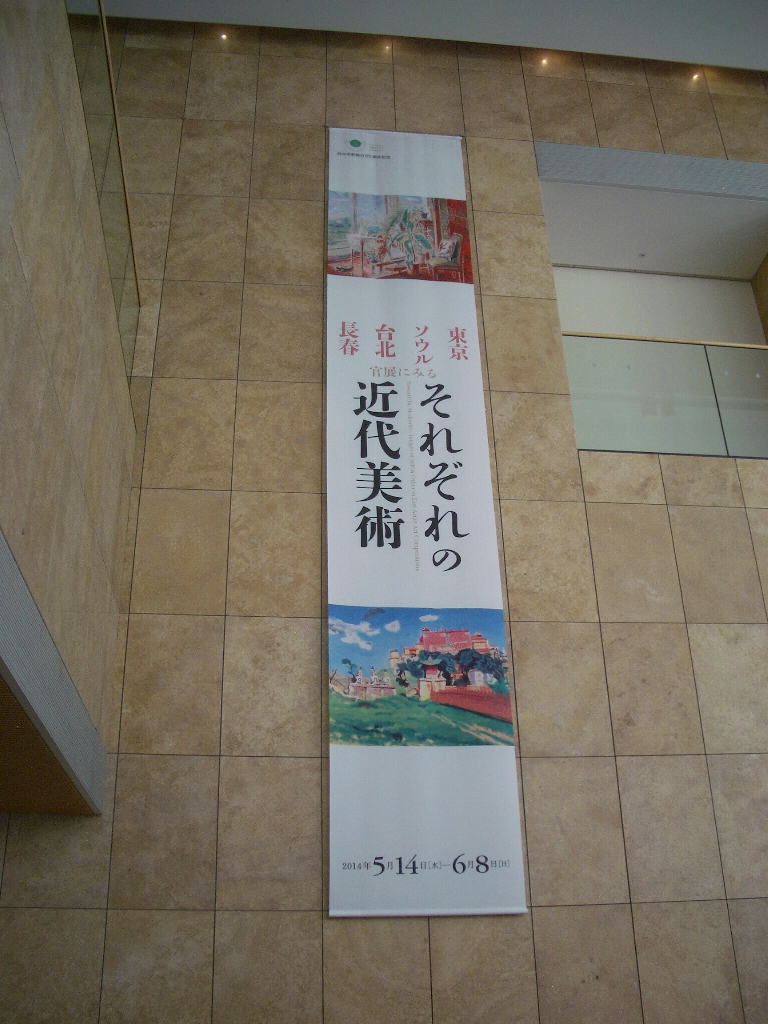 東京
ソウル
台北
長春
官展にみる
それぞれの
近代美術
2014年5月14日[水]—6月8日[日]